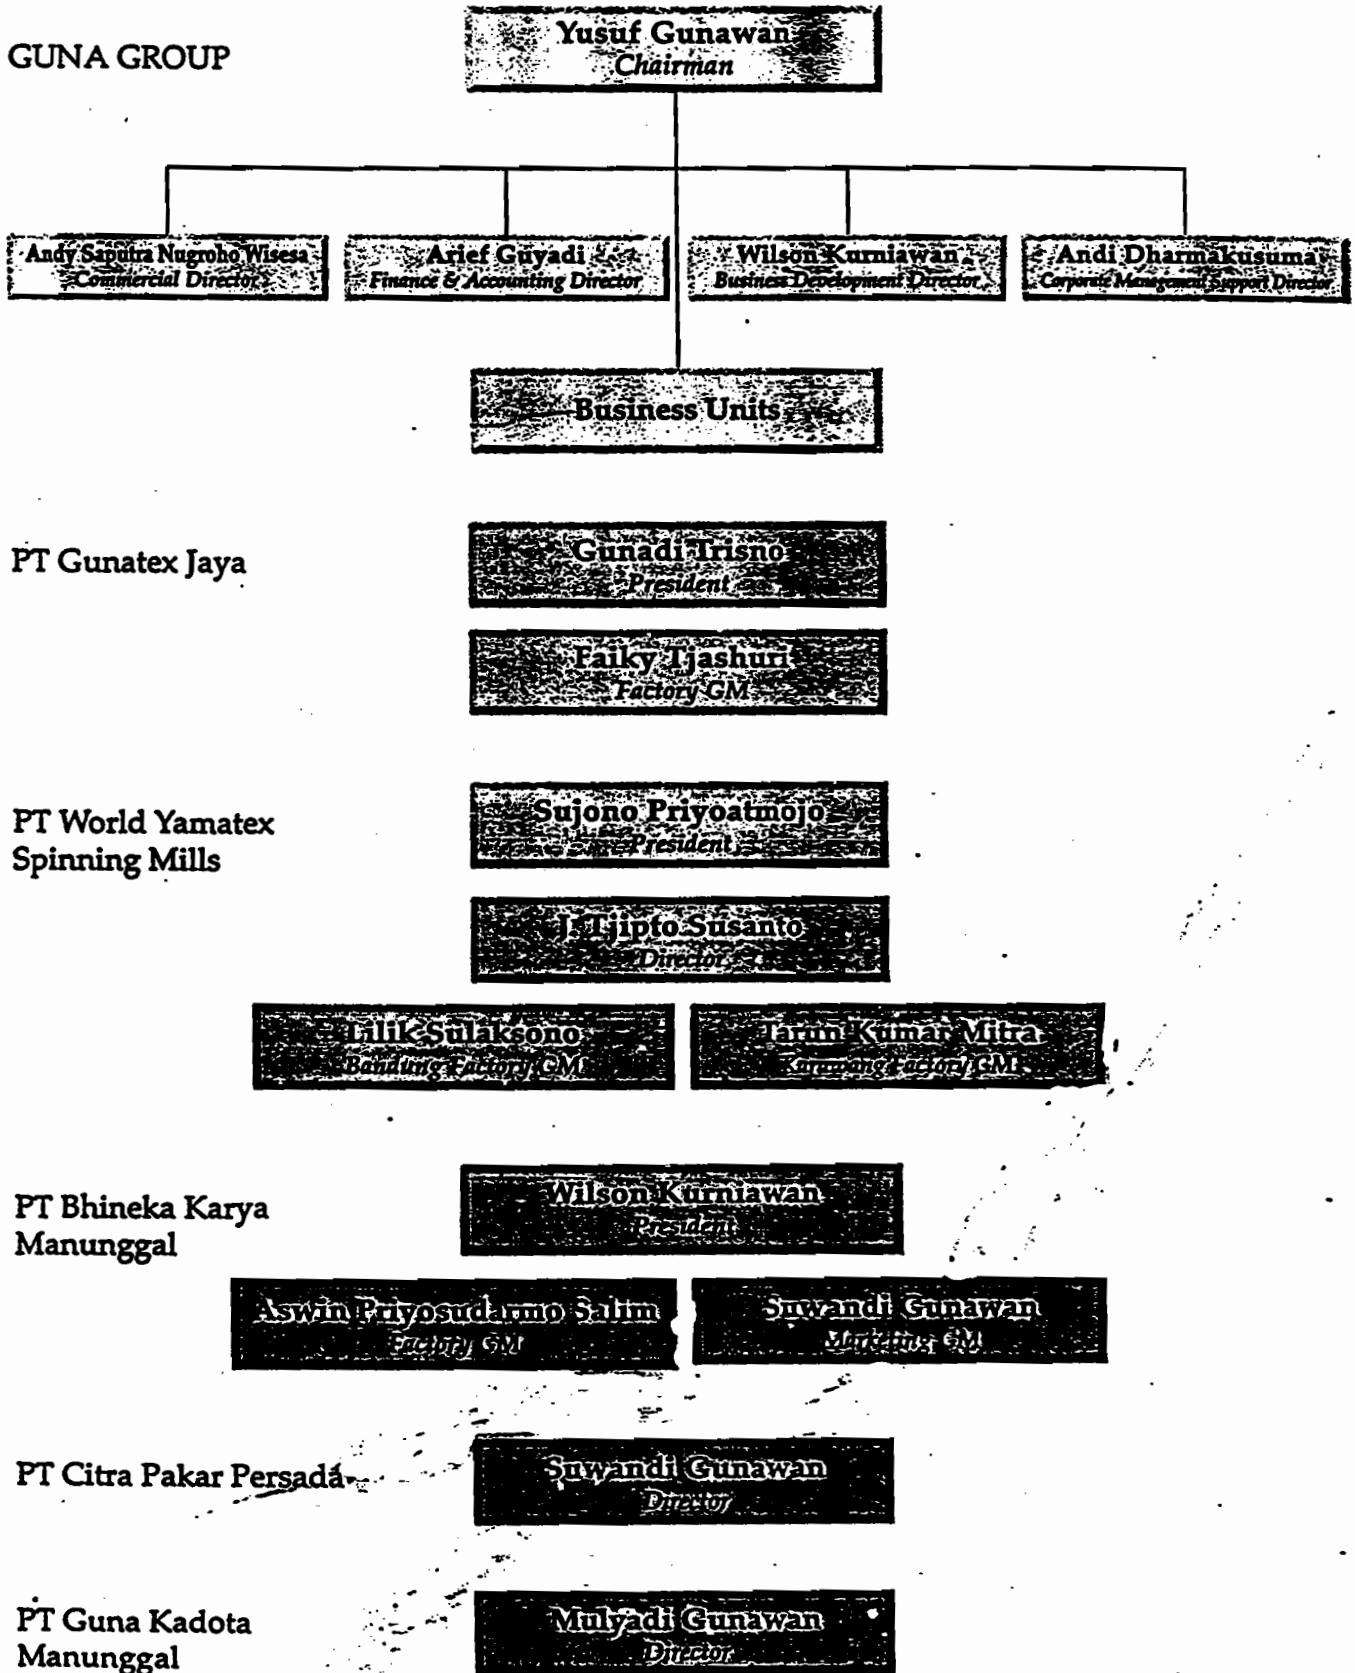 GUNA GROUP
Yusuf Gunawan
Chairman
Andy Saputra Nugroho Wisesa
Commercial Director
Arief Guyadi
Finance & Accounting Director
Wilson Kurniawan
Business Development Director
Andi Dharmakusuma
Corporate Management Support Director
Business Units
PT Gunatex Jaya
Gunadi Trisno
President
Faiky Tjashuri
Factory GM
PT World Yamatex
Spinning Mills
Sujono Priyoatmojo
President
J. Tjipto Susanto
Director
Lilik Sulaksono
Bandung Factory GM
Tarun Kumar Mitra
Karawang Factory GM
PT Bhineka Karya
Manunggal
Wilson Kurniawan
President
Aswin Priyosudarmo Salim
Factory GM
Suwandi Gunawan
Marketing GM
PT Citra Pakar Persada
Suwandi Gunawan
Director
PT Guna Kadota
Manunggal
Mulyadi Gunawan
Director